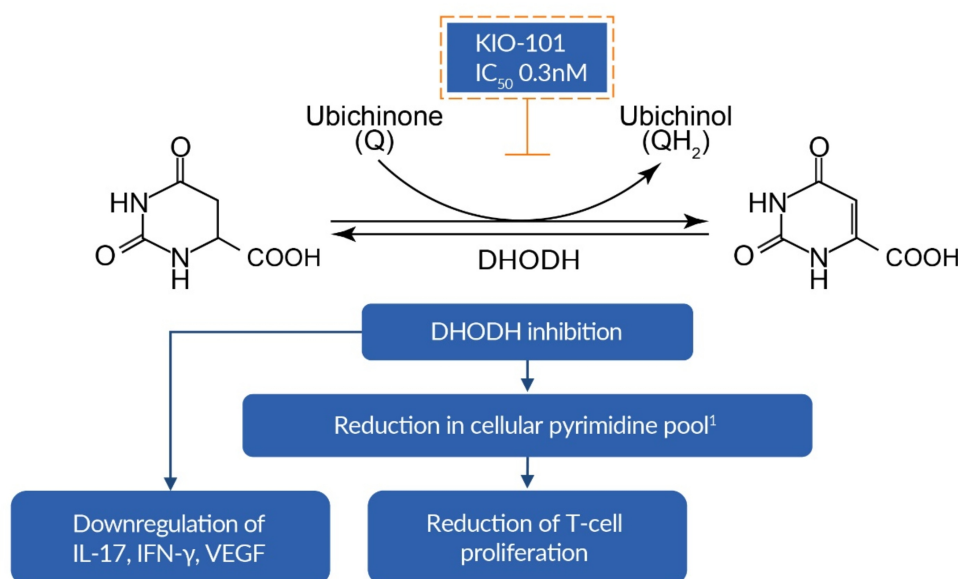 KIO-101
IC₅₀ 0.3nM
Ubichinone
(Q)
Ubichinol
(QH₂)
O
HN
O
N
H
COOH
O
HN
O
N
H
COOH
DHODH
DHODH inhibition
Reduction in cellular pyrimidine pool¹
Downregulation of
IL-17, IFN-γ, VEGF
Reduction of T-cell
proliferation